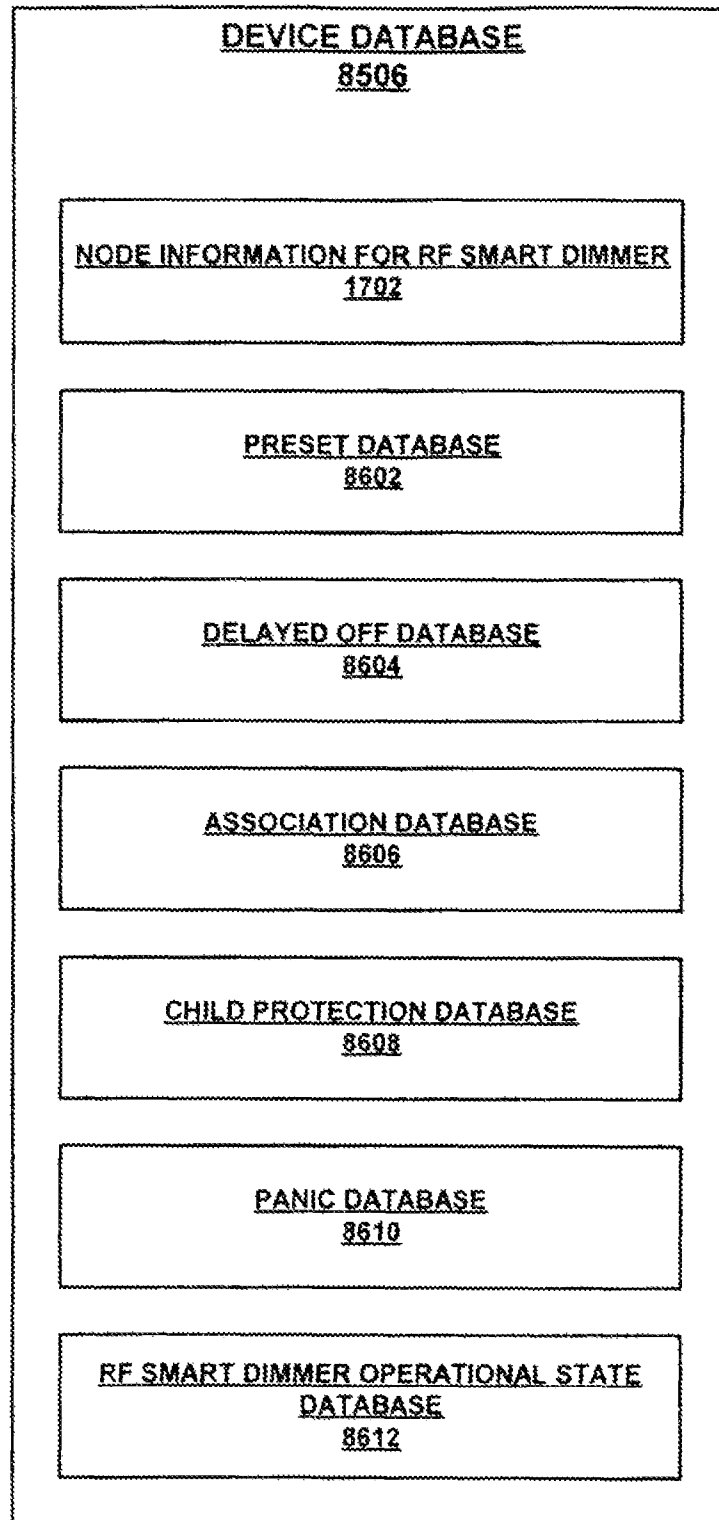 DEVICE DATABASE
8506
NODE INFORMATION FOR RF SMART DIMMER
1702
PRESET DATABASE
8602
DELAYED OFF DATABASE
8604
ASSOCIATION DATABASE
8606
CHILD PROTECTION DATABASE
8608
PANIC DATABASE
8610
RF SMART DIMMER OPERATIONAL STATE
DATABASE
8612